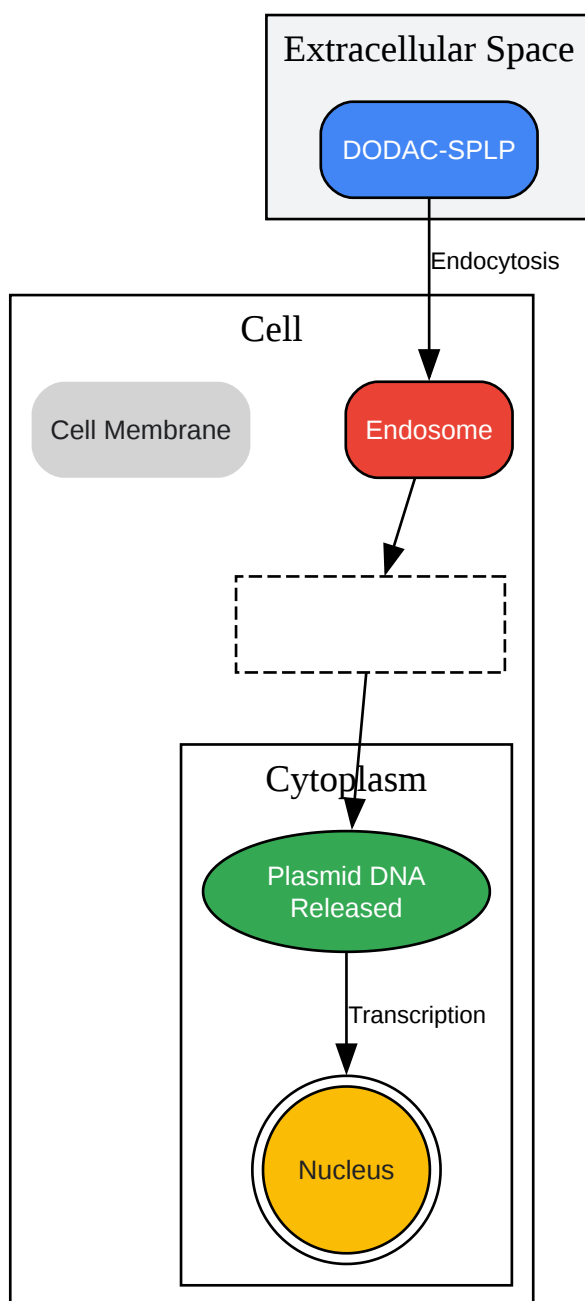 Extracellular Space
DODAC-SPLP
Endocytosis
Cell
Cell Membrane
Endosome
Cytoplasm
Plasmid DNA
Released
Transcription
Nucleus